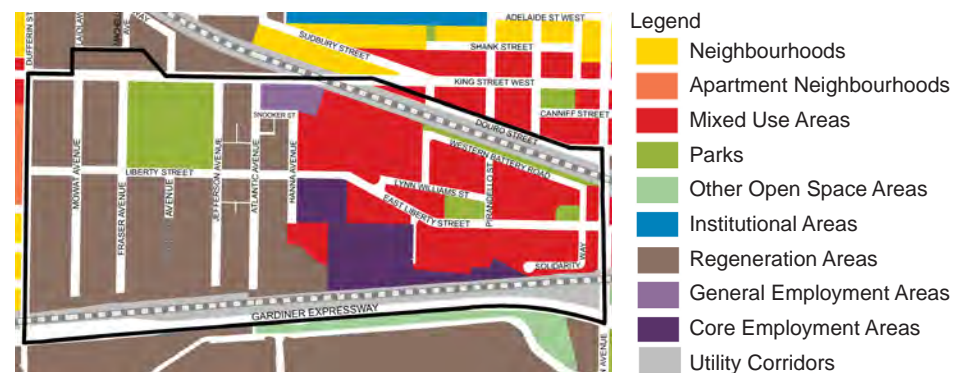 DUFFERIN ST
AVE
SUDBURY STREET
ADELAIDE ST WEST
SHANK STREET
KING STREET WEST
CANNIFF STREET
DOURO STREET
SNOOKER ST
WESTERN BATTERY ROAD
MOWAY AVENUE
FRASER AVENUE
AVENUE
LIBERTY STREET
JEFFERSON AVENUE
ATLANTIC AVENUE
HANNA AVENUE
LYNN WILLIAMS ST
EAST LIBERTY STREET
PIRANDELLO ST
SOLIDARITY
WAY
GARDINER EXPRESSWAY
N AVENUE
Legend
Neighbourhoods
Apartment Neighbourhoods
Mixed Use Areas
Parks
Other Open Space Areas
Institutional Areas
Regeneration Areas
General Employment Areas
Core Employment Areas
Utility Corridors